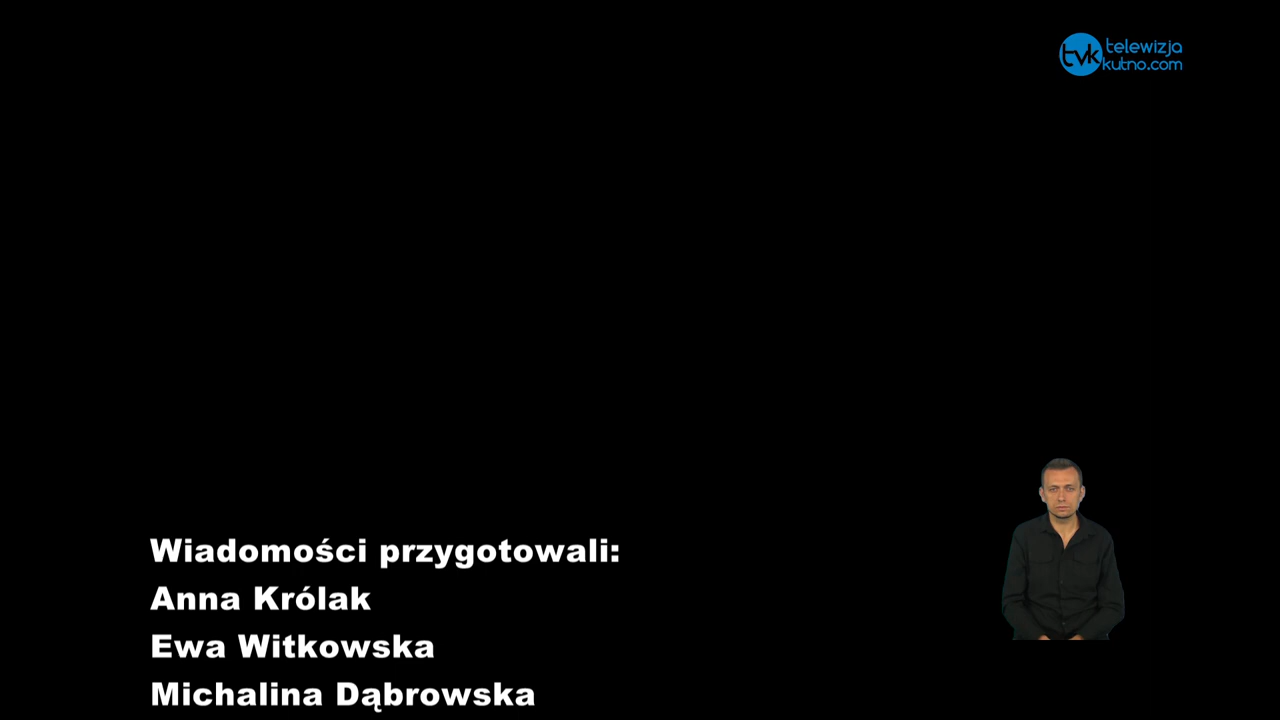 tvk telewizja
kutno.com
Wiadomości przygotowali:
Anna Królak
Ewa Witkowska
Michalina Dąbrowska